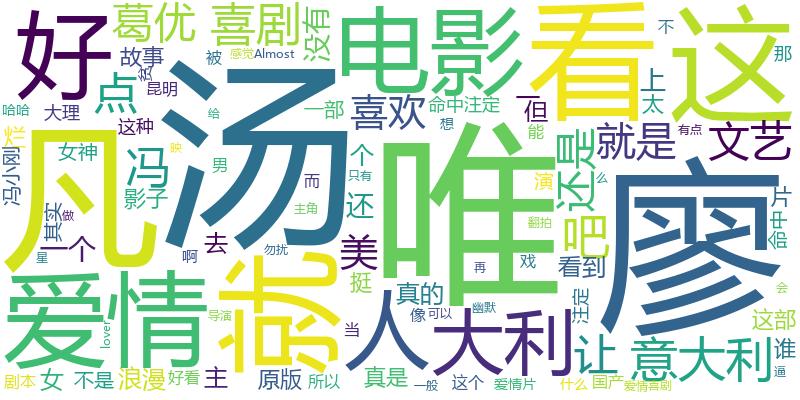 好
葛优
喜剧
没有
电影
看
这
故事
被
感觉
Almost
不
那
点
热
昆明
哈哈
大理
这种
给
一部
喜欢
命中注定
但
上
太
烂
凡
汤
唯
廖
女神
冯
男
影子
个
想
能
还是
就是
有点
文艺
冯小刚
其实
一个
而
只有
还
演
吧
么
片
命中
映
做
主角
去
啊
勿扰
美
挺
翻拍
再
戏
看到
星
爱情
就
人
真的
像
可以
幽默
大利
注定
让
意大利
会
这部
谁
逼
lover
导演
当
剧本
女
不是
浪漫
好看
主
原版
所以
真是
一般
这个
爱情片
什么
国产
爱情喜剧